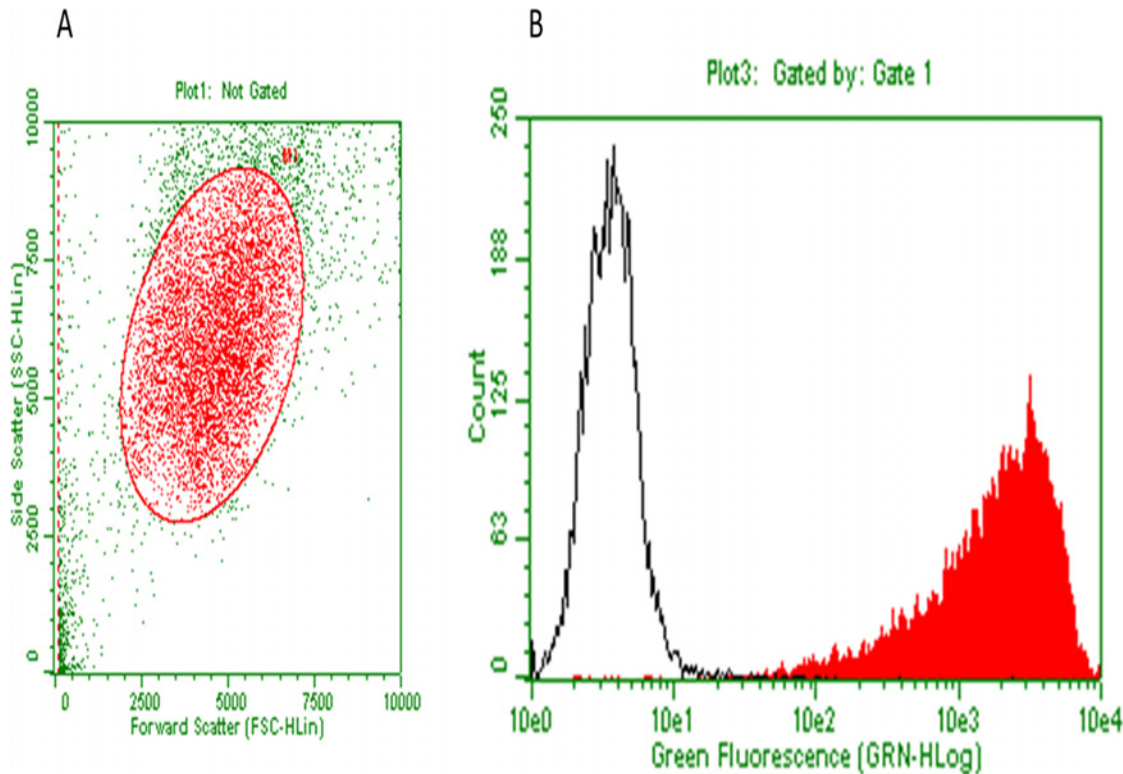 A
B
Plot1: Not Gated
Plot3: Gated by: Gate 1
10000
7500
5000
2500
0
Side Scatter (SSC-HLin)
0 2500 5000 7500 10000
Forward Scatter (FSC-HLin)
250
188
125
63
0
Count
10e0 10e1 10e2 10e3 10e4
Green Fluorescence (GRN-HLog)